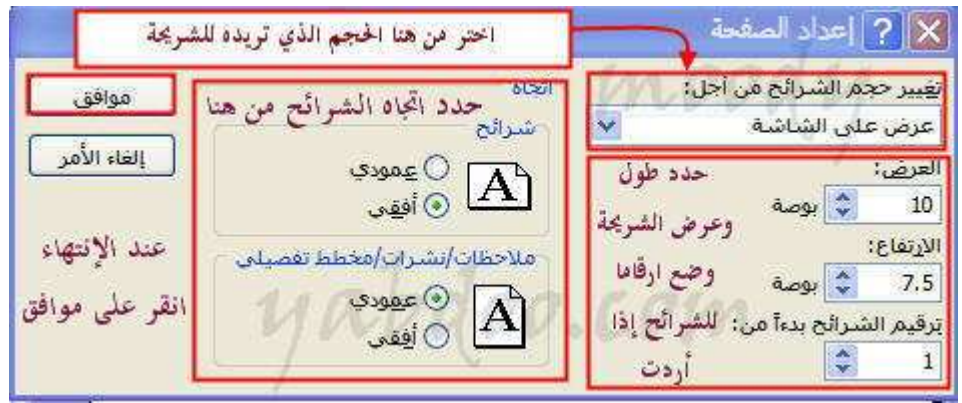 إعداد الصفحة
اختر من هنا الحجم الذي تريده للشريحة
تغيير حجم الشرائح من أجل:
عرض على الشاشة
العرض:
10 بوصة
الارتفاع:
7.5 بوصة
ترقيم الشرائح بدءآ من:
1
حدد طول
وعرض الشريحة
وضع ارقاما
للشرائح إذا
أردت
اتجاه
حدد اتجاه الشرائح من هنا
شرائح
A
عمودي
أفقي
ملاحظات/نشرات/مخطط تفصيلي
A
عمودي
أفقي
موافق
إلغاء الأمر
عند الإنتهاء
انقر على موافق